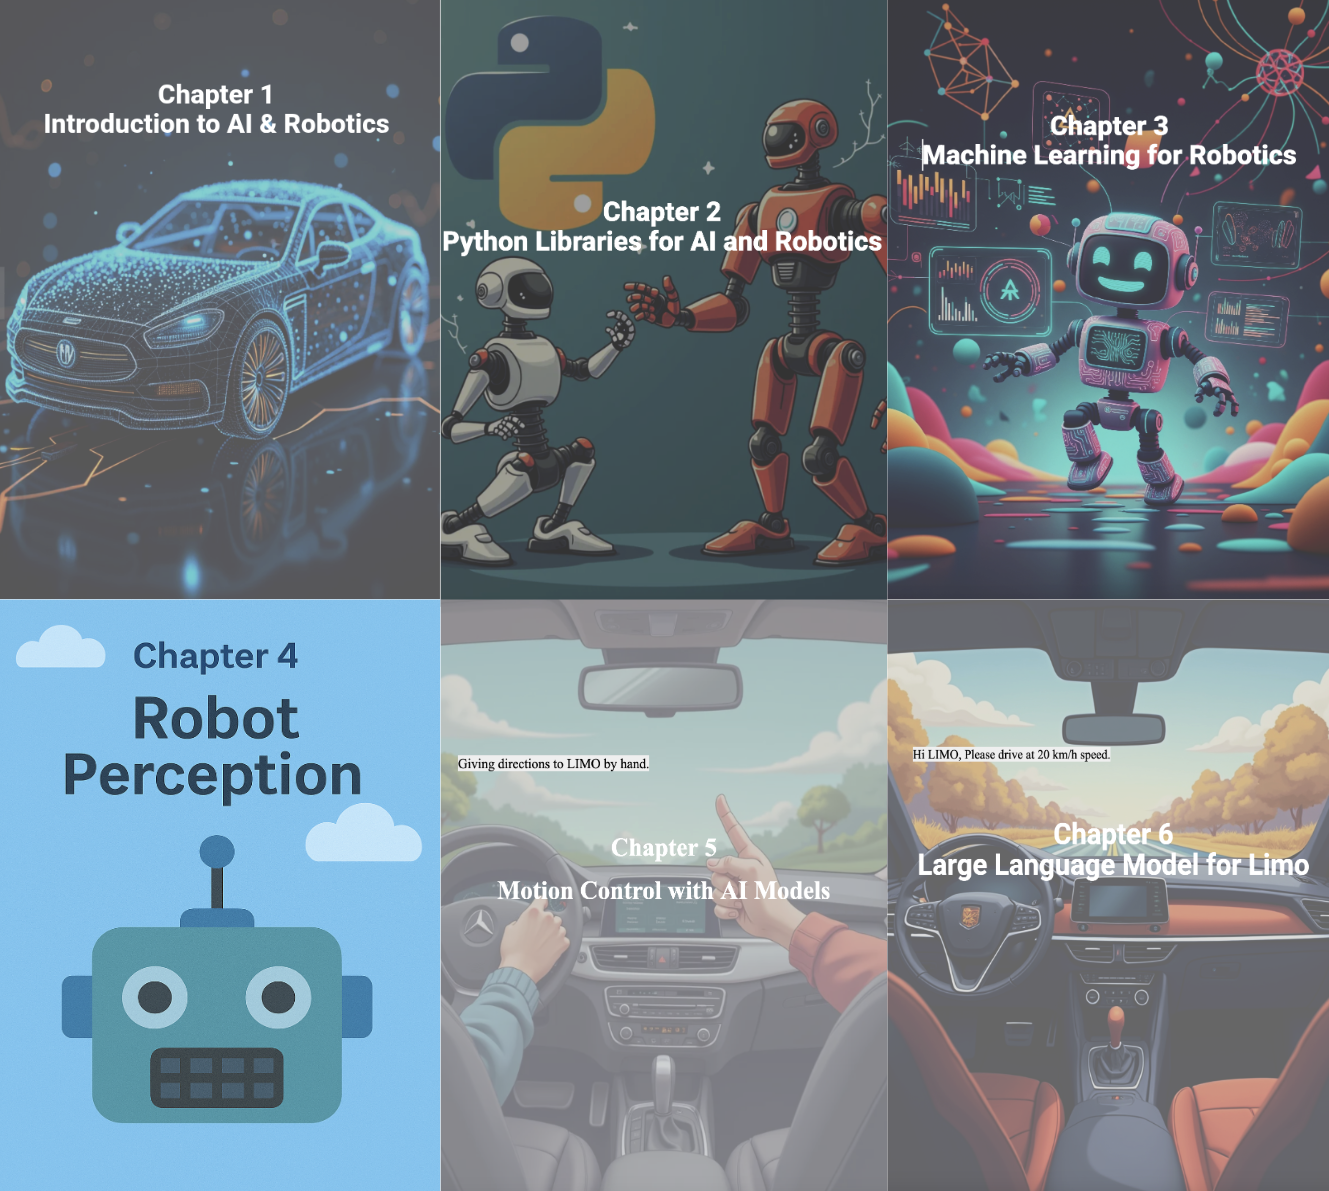 Chapter 1
Introduction to AI & Robotics
Chapter 2
Python Libraries for AI and Robotics
Chapter 3
Machine Learning for Robotics
Chapter 4
Robot
Perception
Giving directions to LIMO by hand.
Chapter 5
Motion Control with AI Models
Hi LIMO, Please drive at 20 km/h speed.
Chapter 6
Large Language Model for Limo